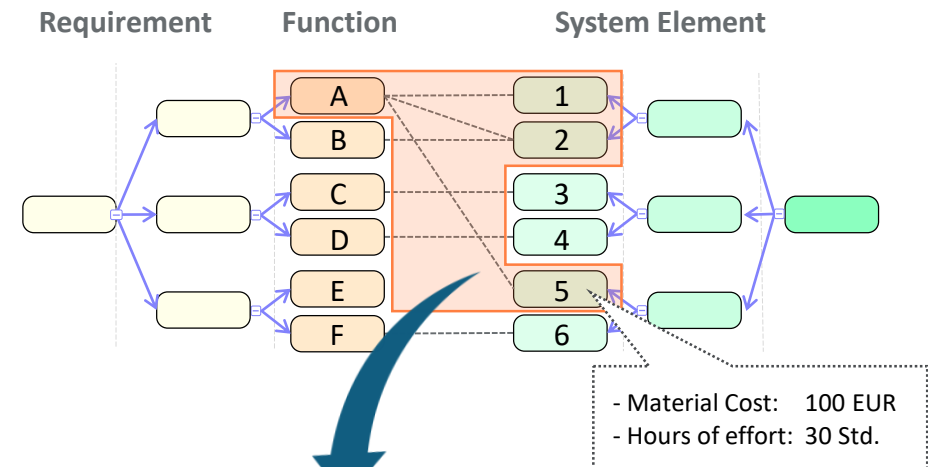 Requirement Function System Element
A 1
B 2
C 3
D 4
E 5
F 6
- Material Cost: 100 EUR
- Hours of effort: 30 Std.